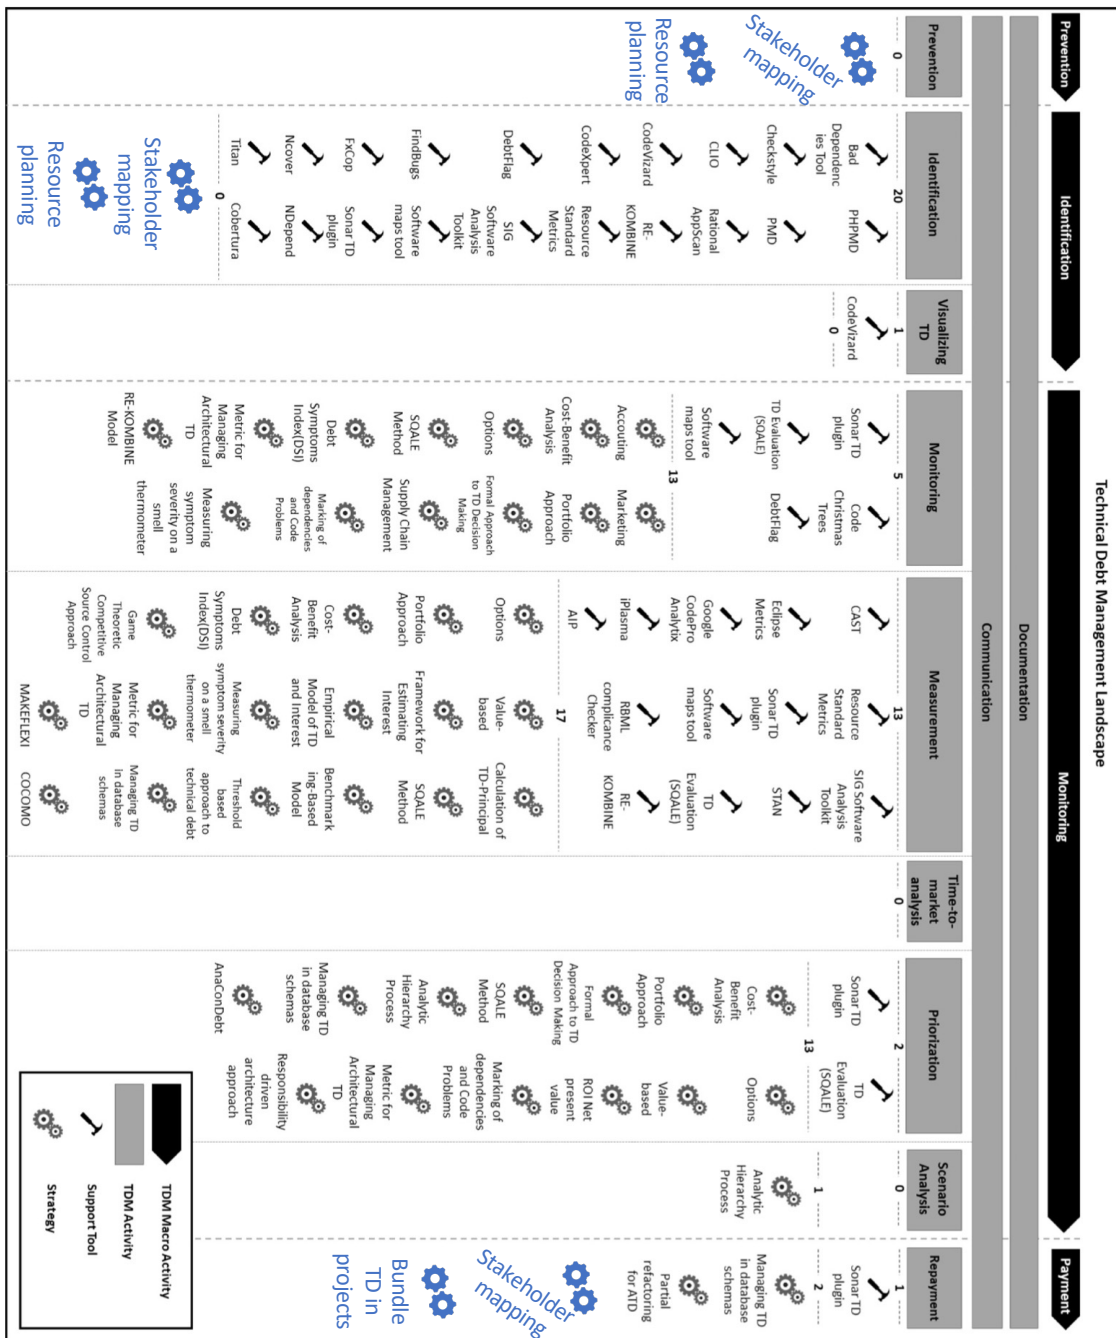 Technical Debt Management Landscape
Prevention
Identification
Monitoring
Payment
Documentation
Communication
Prevention
0
Stakeholder
mapping
Resource
planning
Identification
20
Bad
Dependenc
ies Tool
PHPMD
Checkstyle
PMD
CLIO
Rational
AppScan
CodeVizard
RE-
KOMBINE
CodeXpert
Resource
Standard
Metrics
DebtFlag
SIG
Software
Analysis
Toolkit
FindBugs
Software
maps tool
FxCop
Sonar TD
plugin
Ncover
NDepend
Titan
Cobertura
0
Stakeholder
mapping
Resource
planning
Visualizing
TD
1
CodeVizard
0
Monitoring
5
Sonar TD
plugin
Code
Christmas
Trees
TD Evaluation
(SQALE)
DebtFlag
Software
maps tool
13
Accouting
Marketing
Cost-Benefit
Analysis
Portfolio
Approach
Options
Formal Approach
to TD Decision
Making
SQALE
Method
Supply Chain
Management
Debt
Symptoms
Index(DSI)
Marking of
dependencies
and Code
Problems
Metric for
Managing
Architectural
TD
Measuring
symptom
severity on a
smell
thermometer
RE-KOMBINE
Model
Measurement
13
CAST
Resource
Standard
Metrics
SIG Software
Analysis
Toolkit
Eclipse
Metrics
Sonar TD
plugin
STAN
Google
CodePro
Analytix
Software
maps tool
TD
Evaluation
(SQALE)
iPlasma
RBML
complicance
Checker
RE-
KOMBINE
AIP
17
Options
Value-
based
Calculation of
TD-Principal
Portfolio
Approach
Framework for
Estimating
Interest
SQALE
Method
Cost-
Benefit
Analysis
Empirical
Model of TD
and Interest
Benchmark
ing-Based
Model
Debt
Symptoms
Index(DSI)
Measuring
symptom severity
on a smell
thermometer
Threshold
based
approach to
technical debt
Game
Theoretic
Competitive
Source Control
Approach
Metric for
Managing
Architectural
TD
Managing TD
in database
schemas
MAKEFLEXI
COCOMO
Time-to-
market
analysis
0
Priorization
2
Sonar TD
plugin
TD
Evaluation
(SQALE)
13
Cost-
Benefit
Analysis
Options
Portfolio
Approach
Value-
based
Formal
Approach to TD
Decision Making
ROI Net
present
value
SQALE
Method
Marking of
dependencies
and Code
Problems
Analytic
Hierarchy
Process
Metric for
Managing
Architectural
TD
Managing TD
in database
schemas
Responsibility
driven
architecture
approach
AnaConDebt
Scenario
Analysis
0
1
Analytic
Hierarchy
Process
Repayment
1
Sonar TD
plugin
2
Managing TD
in database
schemas
Partial
refactoring
for ATD
Stakeholder
mapping
Bundle
TD in
projects
TDM Macro Activity
TDM Activity
Support Tool
Strategy